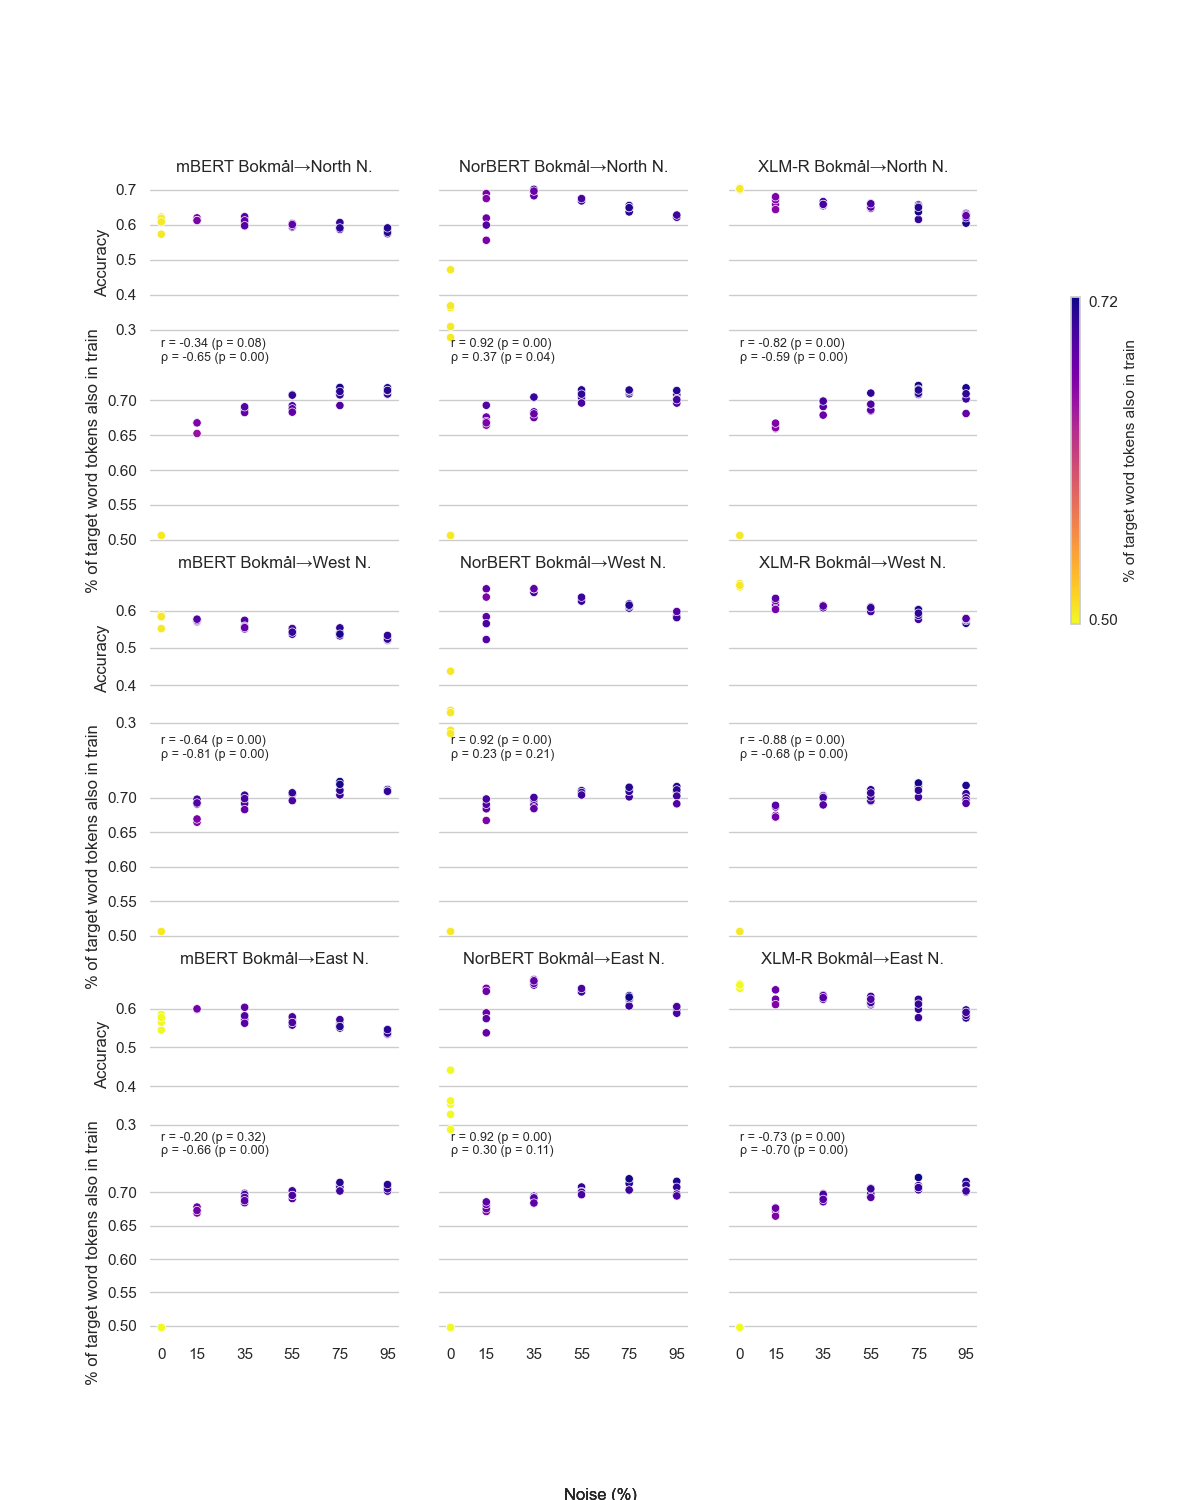 mBERT Bokmål→North N. NorBERT Bokmål→North N. XLM-R Bokmål→North N.
Accuracy
0.7
0.6
0.5
0.4
0.3
r = -0.34 (p = 0.08)
ρ = -0.65 (p = 0.00)
r = 0.92 (p = 0.00)
ρ = 0.37 (p = 0.04)
r = -0.82 (p = 0.00)
ρ = -0.59 (p = 0.00)
% of target word tokens also in train
0.70
0.65
0.60
0.55
0.50
mBERT Bokmål→West N. NorBERT Bokmål→West N. XLM-R Bokmål→West N.
Accuracy
0.6
0.5
0.4
0.3
r = -0.64 (p = 0.00)
ρ = -0.81 (p = 0.00)
r = 0.92 (p = 0.00)
ρ = 0.23 (p = 0.21)
r = -0.88 (p = 0.00)
ρ = -0.68 (p = 0.00)
% of target word tokens also in train
0.70
0.65
0.60
0.55
0.50
mBERT Bokmål→East N. NorBERT Bokmål→East N. XLM-R Bokmål→East N.
Accuracy
0.6
0.5
0.4
0.3
r = -0.20 (p = 0.32)
ρ = -0.66 (p = 0.00)
r = 0.92 (p = 0.00)
ρ = 0.30 (p = 0.11)
r = -0.73 (p = 0.00)
ρ = -0.70 (p = 0.00)
% of target word tokens also in train
0.70
0.65
0.60
0.55
0.50
0 15 35 55 75 95 0 15 35 55 75 95 0 15 35 55 75 95
Noise (%)
0.72
% of target word tokens also in train
0.50